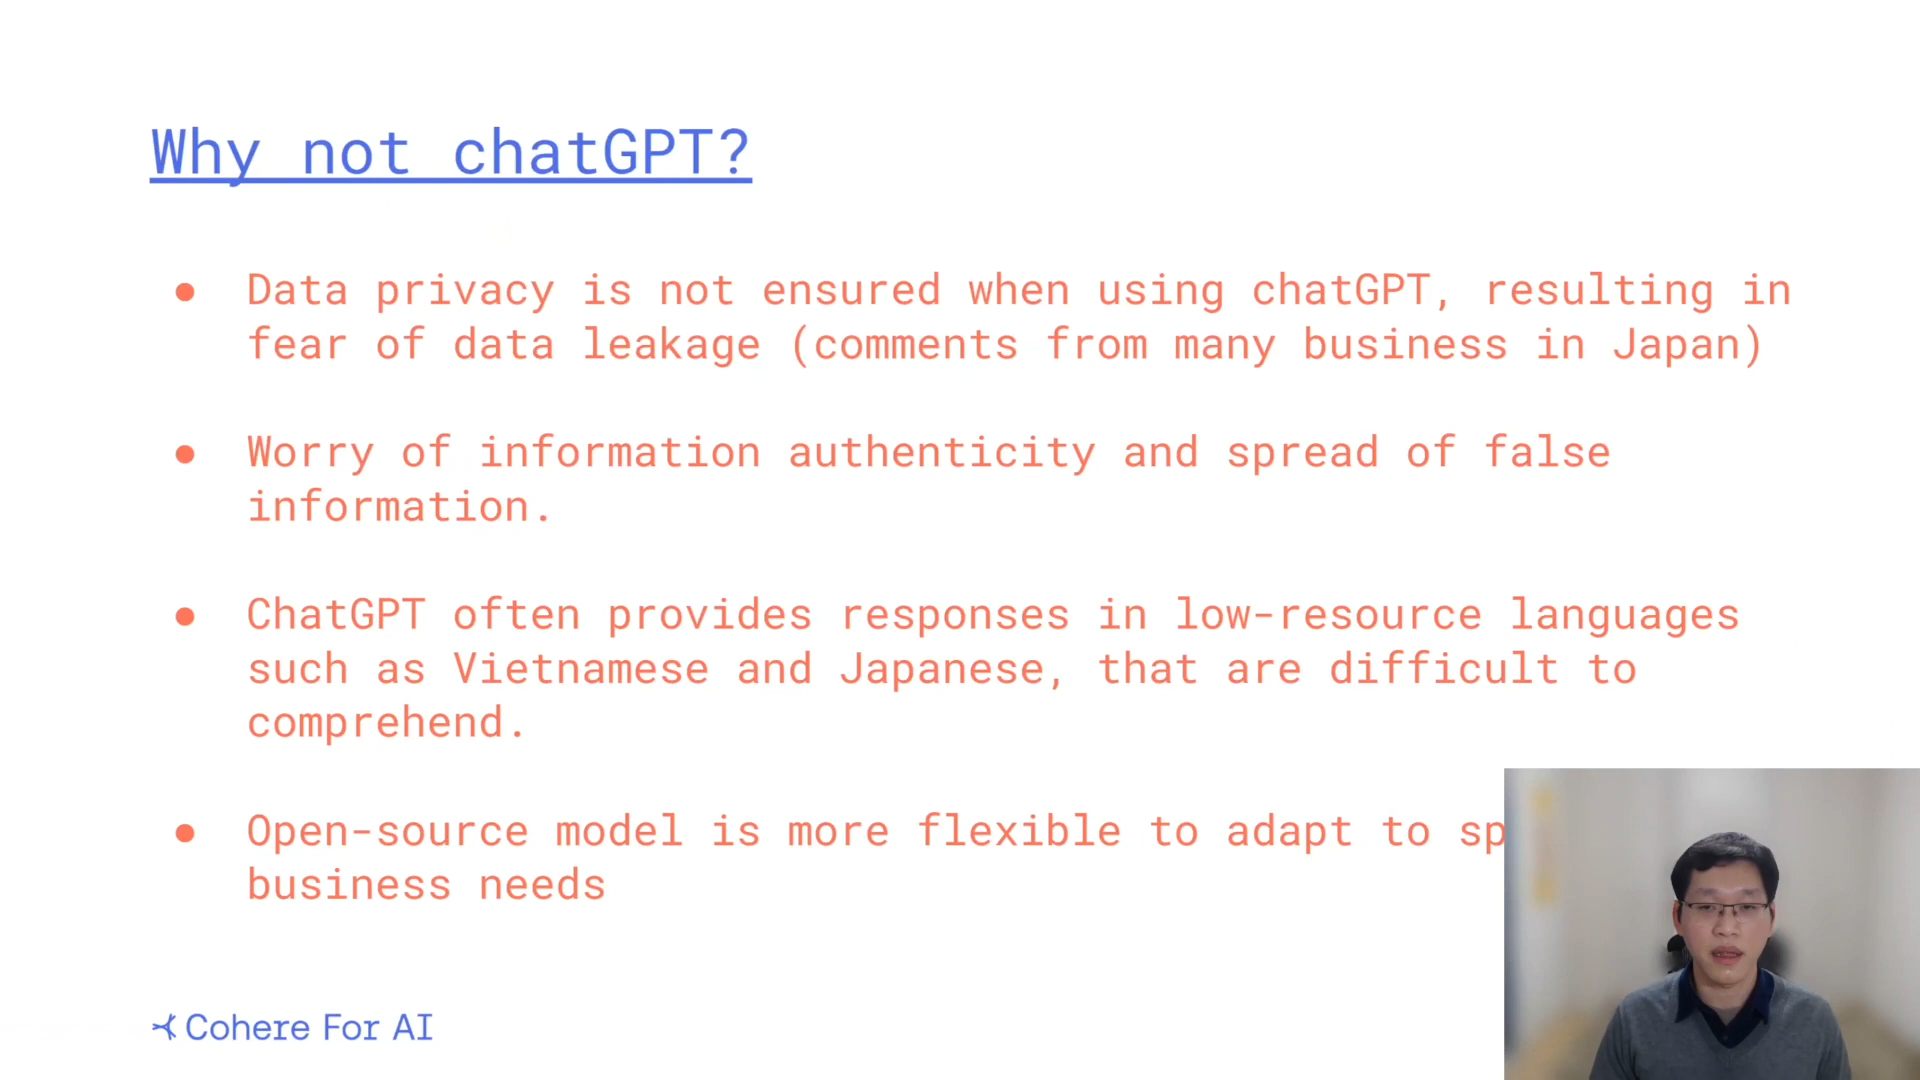 Why not chatGPT?
● Data privacy is not ensured when using chatGPT, resulting in
fear of data leakage (comments from many business in Japan)
● Worry of information authenticity and spread of false
information.
● ChatGPT often provides responses in low-resource languages
such as Vietnamese and Japanese, that are difficult to
comprehend.
● Open-source model is more flexible to adapt to
business needs
Cohere For AI